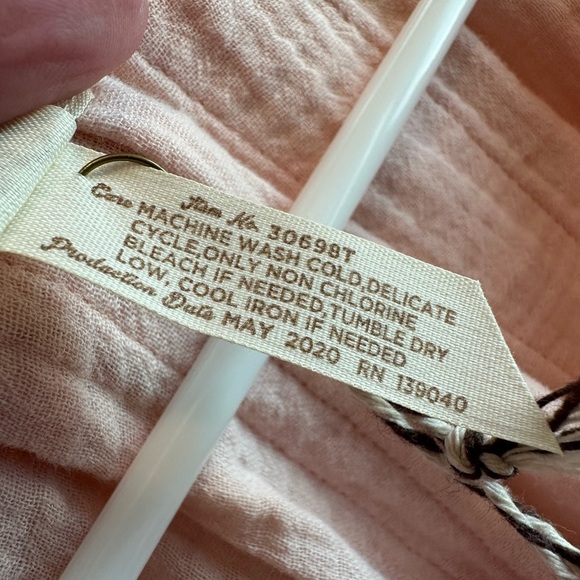 Item No. 30698T
Care MACHINE WASH COLD,DELICATE
CYCLE,ONLY NON CHLORINE
BLEACH IF NEEDED,TUMBLE DRY
LOW, COOL IRON IF NEEDED
Production Date MAY 2020 RN 139040